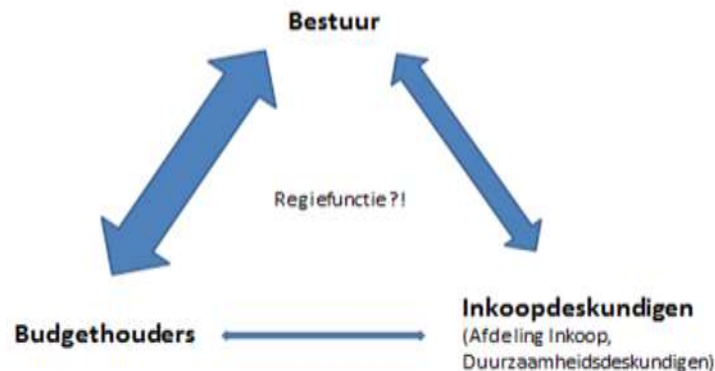 Bestuur
Regiefunctie?!
Budgethouders
Inkoopdeskundigen
(Afdeling Inkoop,
Duurzaamheidsdeskundigen)